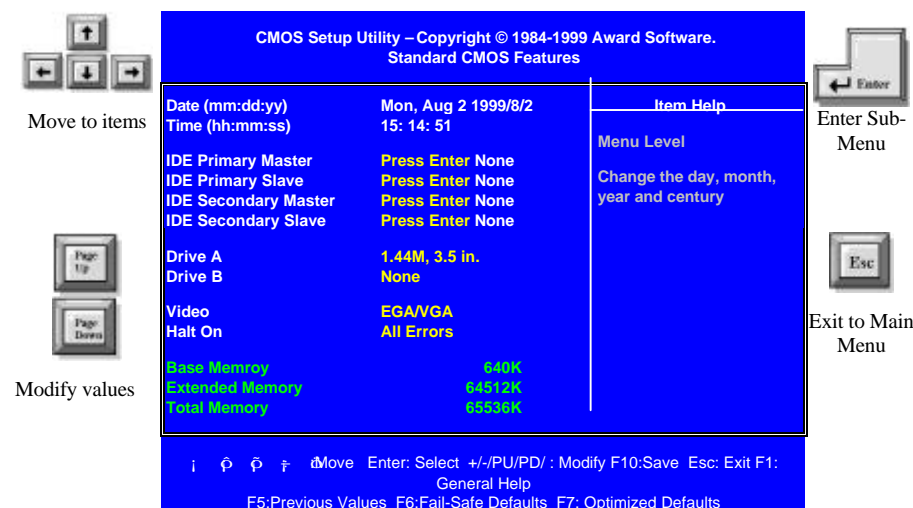 CMOS Setup Utility – Copyright © 1984-1999 Award Software.
Standard CMOS Features
Move to items
Enter
Enter Sub-
Menu
Date (mm:dd:yy) Mon, Aug 2 1999/8/2
Time (hh:mm:ss) 15: 14: 51
IDE Primary Master Press Enter None
IDE Primary Slave Press Enter None
IDE Secondary Master Press Enter None
IDE Secondary Slave Press Enter None
Drive A 1.44M, 3.5 in.
Drive B None
Video EGA/VGA
Halt On All Errors
Base Memroy 640K
Extended Memory 64512K
Total Memory 65536K
Item Help
Menu Level
Change the day, month,
year and century
Page
Up
Page
Down
Modify values
Esc
Exit to Main
Menu
Move Enter: Select +/-/PU/PD/ : Modify F10:Save Esc: Exit F1:
General Help
F5:Previous Values F6:Fail-Safe Defaults F7: Optimized Defaults